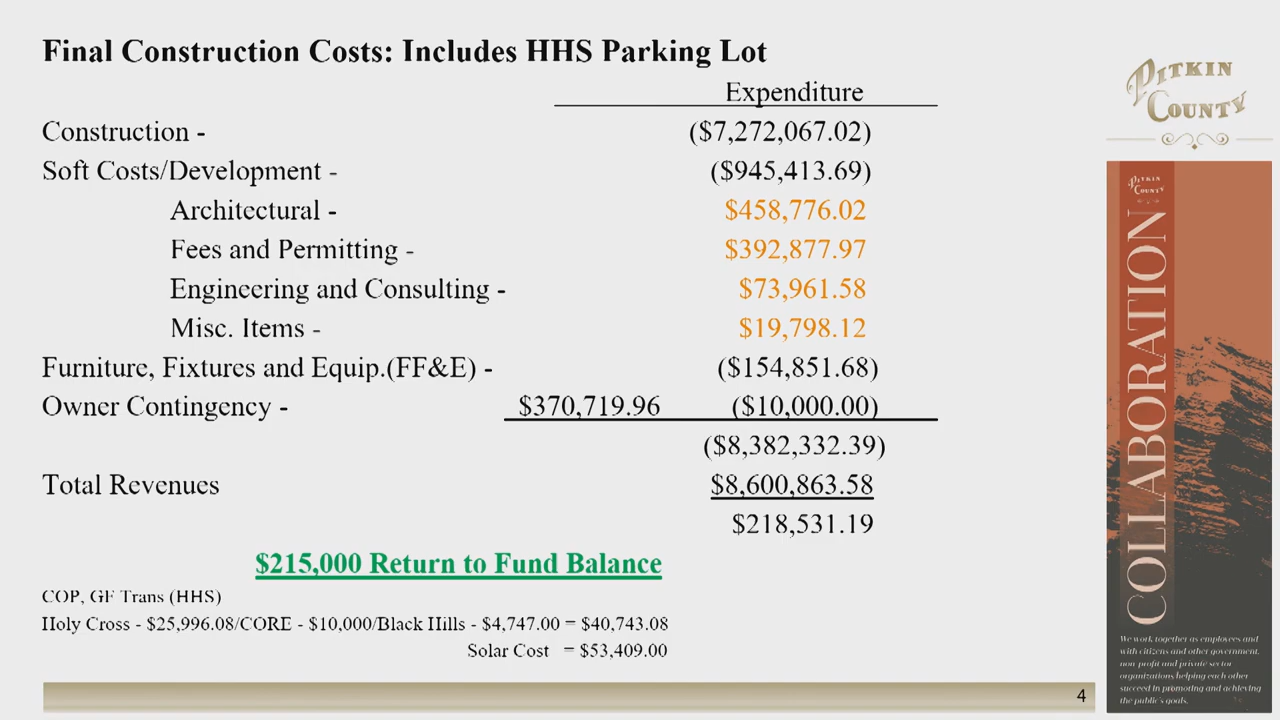 Final Construction Costs: Includes HHS Parking Lot
Expenditure
Construction - ($7,272,067.02)
Soft Costs/Development - ($945,413.69)
Architectural - $458,776.02
Fees and Permitting - $392,877.97
Engineering and Consulting - $73,961.58
Misc. Items - $19,798.12
Furniture, Fixtures and Equip.(FF&E) - ($154,851.68)
Owner Contingency - $370,719.96 ($10,000.00)
($8,382,332.39)
Total Revenues $8,600,863.58
$218,531.19
$215,000 Return to Fund Balance
COP, GF Trans (HHS)
Holy Cross - $25,996.08/CORE - $10,000/Black Hills - $4,747.00 = $40,743.08
Solar Cost = $53,409.00
4
PITKIN
COUNTY
PITKIN
COUNTY
COLLABORATION
We work together as employees and
with citizens and other government,
non-profit and private sector
organizations helping each other
succeed in promoting and achieving
the public's goals.